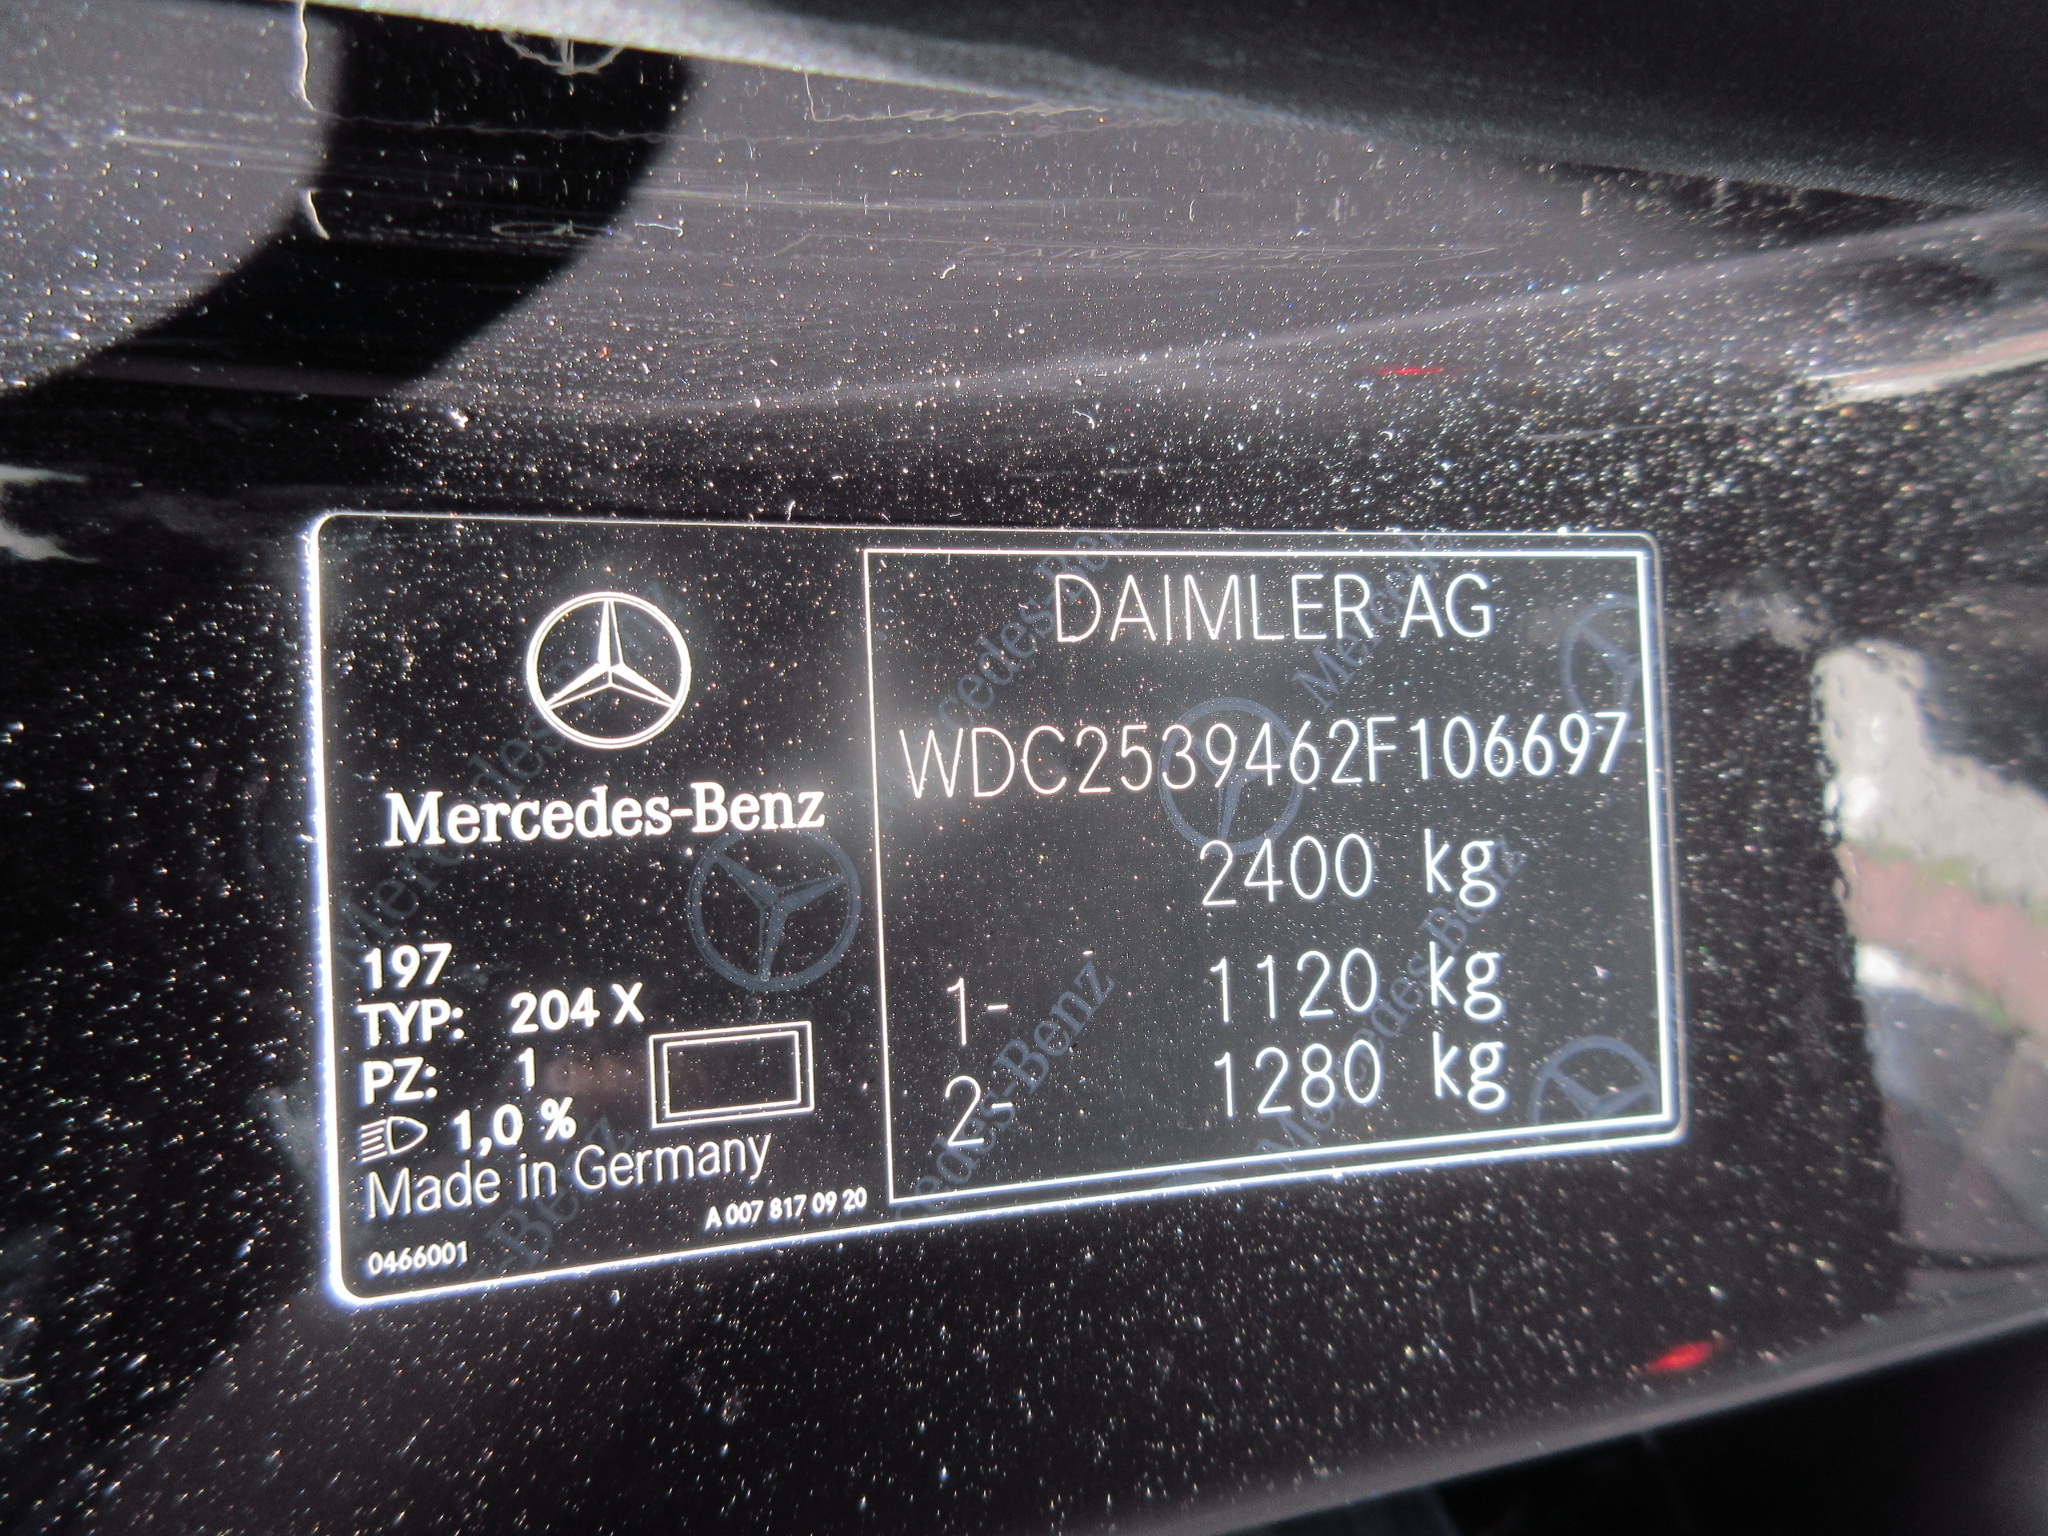 Mercedes-Benz
197
TYP: 204 X
PZ: 1
1,0 %
Made in Germany
A 007 817 09 20
0466001
DAIMLER AG
WDC2539462F106697
2400 kg
1- 1120 kg
2- 1280 kg